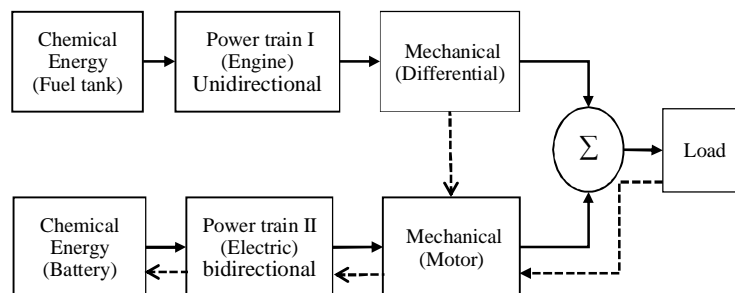 Chemical
Energy
(Fuel tank)
Power train I
(Engine)
Unidirectional
Mechanical
(Differential)
Σ
Load
Chemical
Energy
(Battery)
Power train II
(Electric)
bidirectional
Mechanical
(Motor)